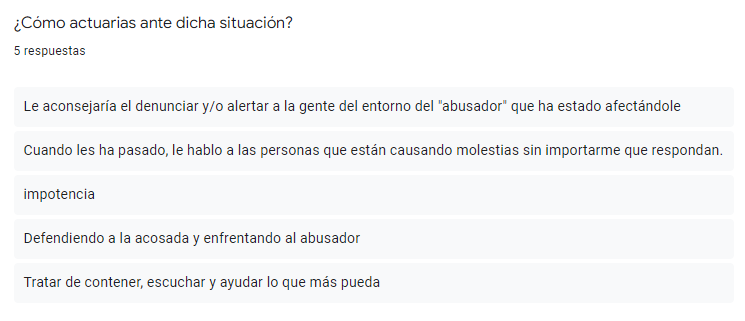 ¿Cómo actuarias ante dicha situación?
5 respuestas
Le aconsejaría el denunciar y/o alertar a la gente del entorno del "abusador" que ha estado afectándole
Cuando les ha pasado, le hablo a las personas que están causando molestias sin importarme que respondan.
impotencia
Defendiendo a la acosada y enfrentando al abusador
Tratar de contener, escuchar y ayudar lo que más pueda